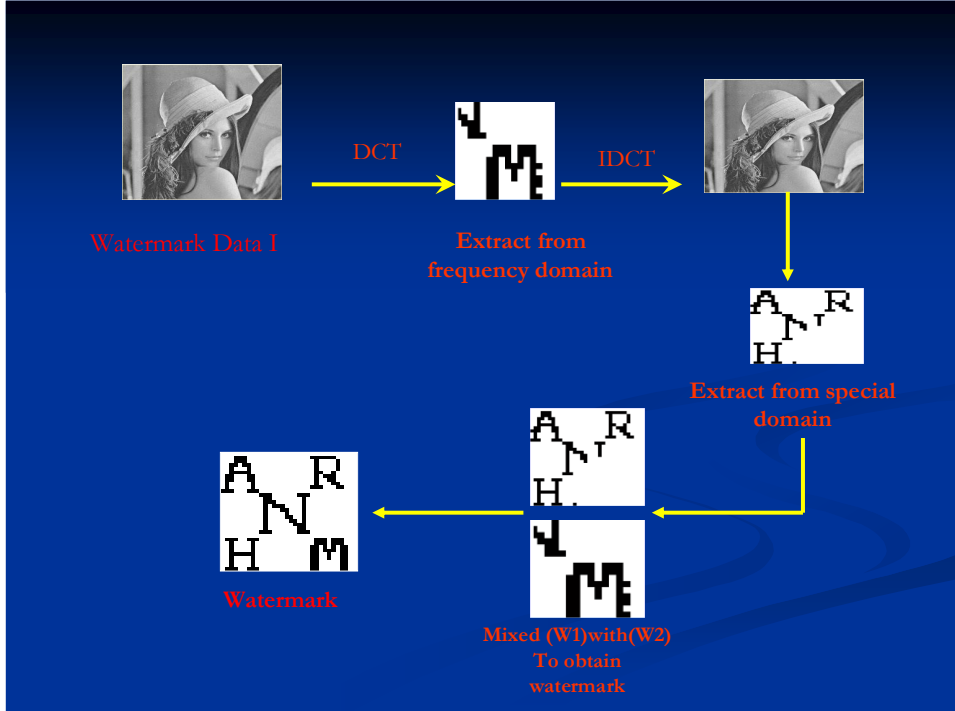 DCT
IDCT
Watermark Data I
Extract from
frequency domain
M
A R
N T
H .
Extract from special
domain
A R
N T
H .
M
A R
N
H M
Watermark
Mixed (W1)with(W2)
To obtain
watermark